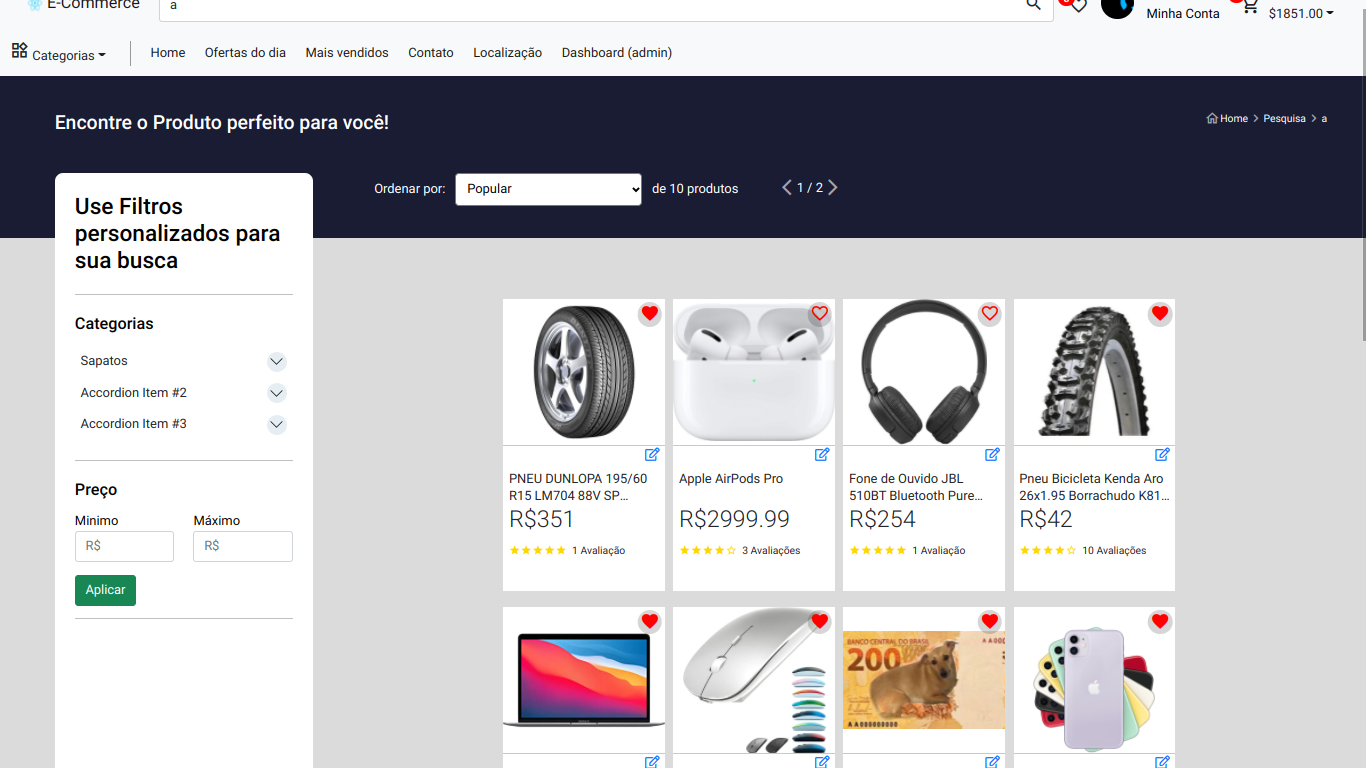 E-Commerce
a
Minha Conta
$1851.00
Categorias
Home
Ofertas do dia
Mais vendidos
Contato
Localização
Dashboard (admin)
Encontre o Produto perfeito para você!
Home > Pesquisa > a
Ordenar por:
Popular
de 10 produtos
1 / 2
Use Filtros
personalizados para
sua busca
Categorias
Sapatos
Accordion Item #2
Accordion Item #3
Preço
Minimo
Máximo
R$
R$
Aplicar
PNEU DUNLOPA 195/60
R15 LM704 88V SP…
R$351
1 Avaliação
Apple AirPods Pro
R$2999.99
3 Avaliações
Fone de Ouvido JBL
510BT Bluetooth Pure…
R$254
1 Avaliação
Pneu Bicicleta Kenda Aro
26x1.95 Borrachudo K81…
R$42
10 Avaliações
BANCO CENTRAL DO BRASIL
200